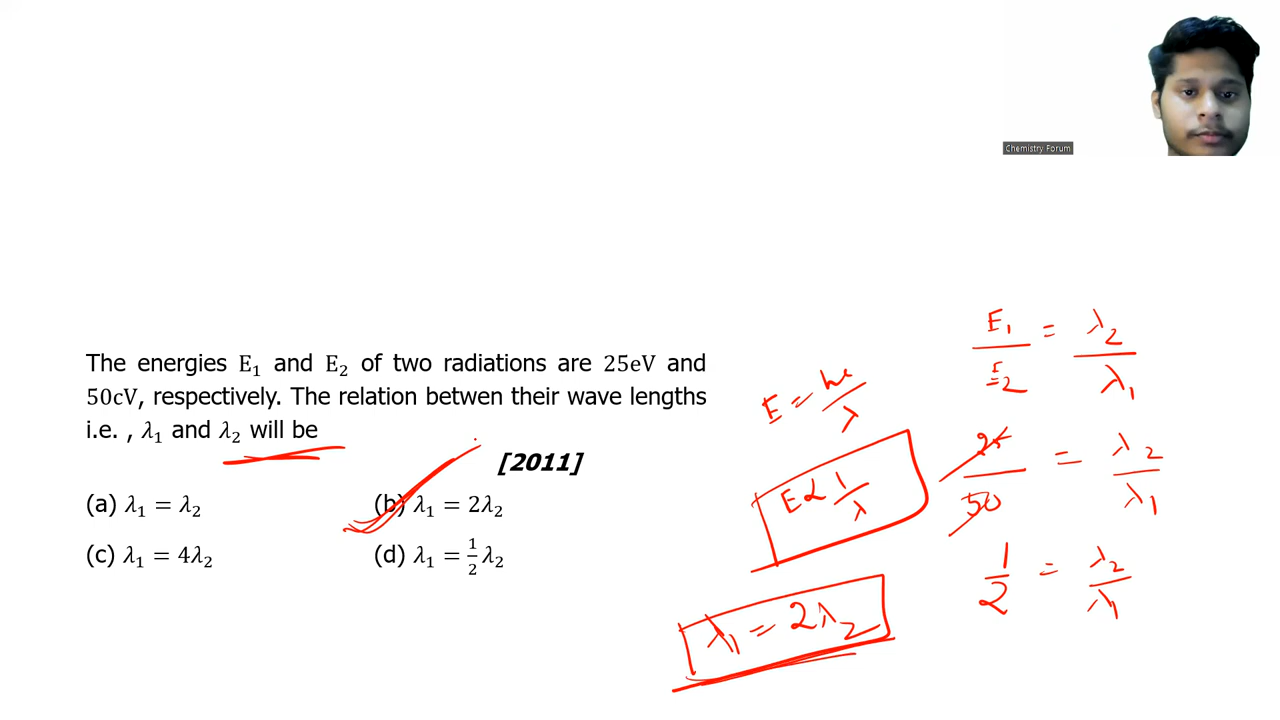 Chemistry Forum
The energies E₁ and E₂ of two radiations are 25eV and
50cV, respectively. The relation betwen their wave lengths
i.e. , λ₁ and λ₂ will be
[2011]
(a) λ₁ = λ₂
(b) λ₁ = 2λ₂
(c) λ₁ = 4λ₂
(d) λ₁ = 1/2 λ₂
E = hc/λ
E ∝ 1/λ
λ₁ = 2λ₂
E₁/E₂ = λ₂/λ₁
25/50 = λ₂/λ₁
1/2 = λ₂/λ₁